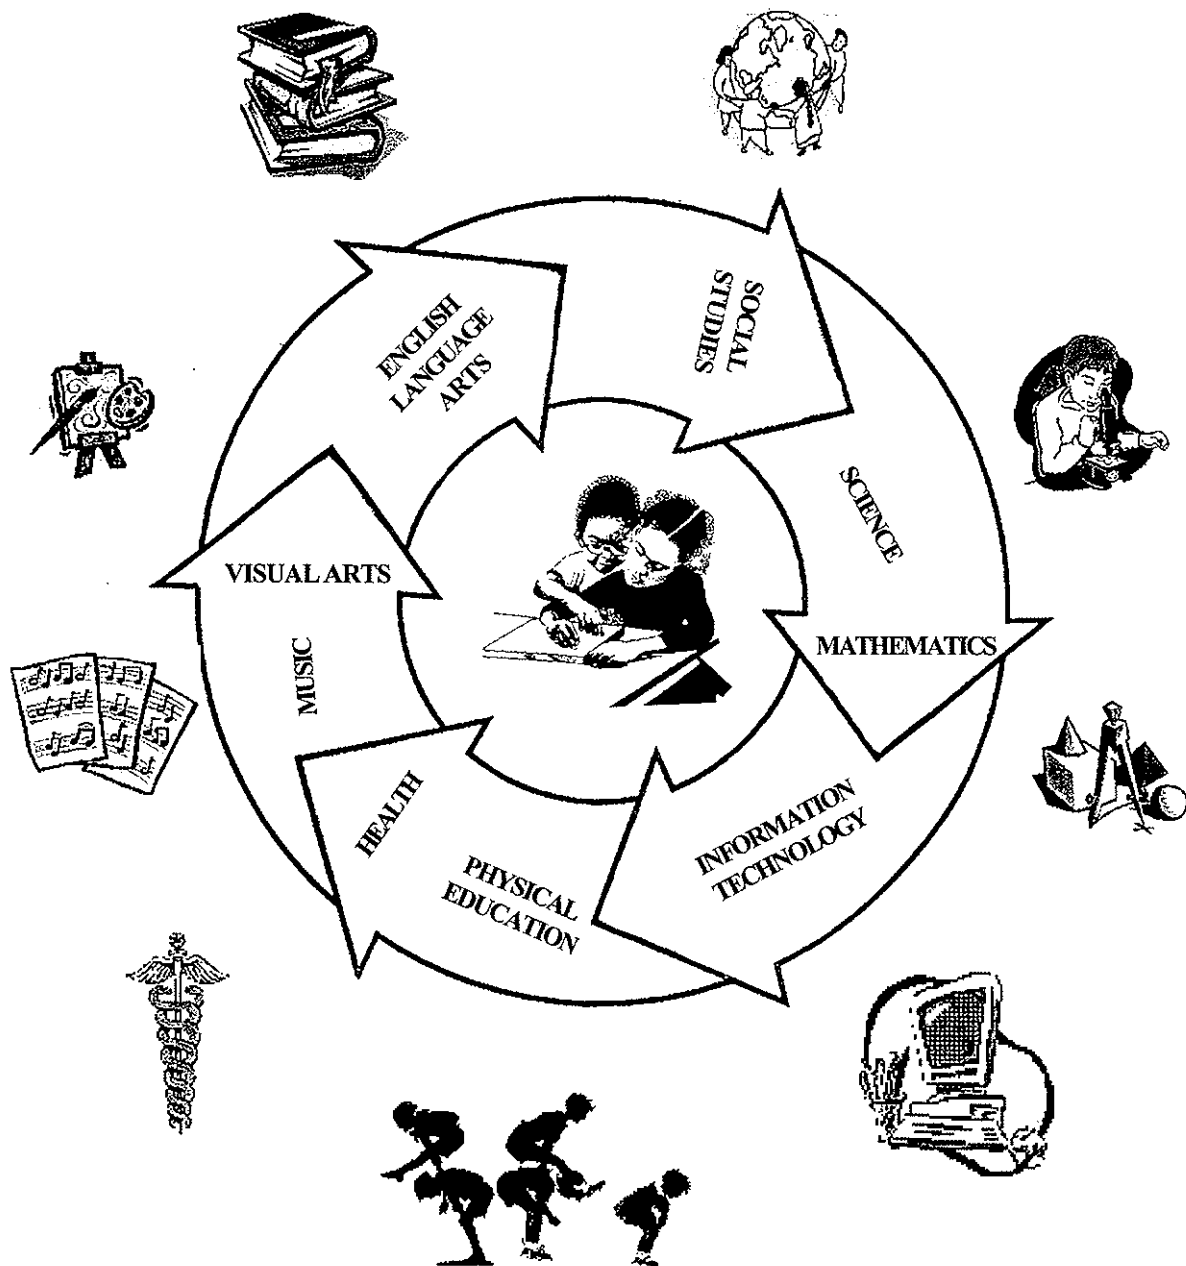 ENGLISH
LANGUAGE
ARTS
SOCIAL
STUDIES
SCIENCE
MATHEMATICS
INFORMATION
TECHNOLOGY
PHYSICAL
EDUCATION
HEALTH
MUSIC
VISUAL ARTS